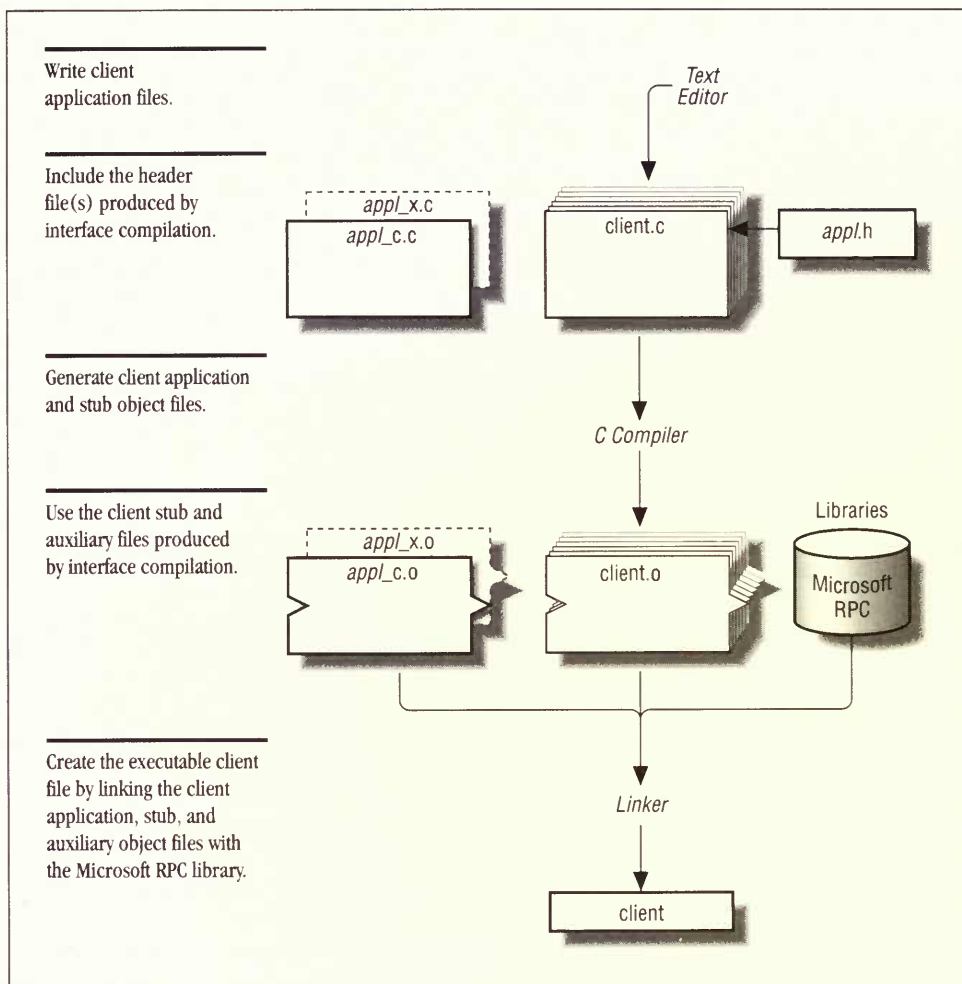 Write client
application files.
Text
Editor
Include the header
file(s) produced by
interface compilation.
appl_x.c
appl_c.c
client.c
appl.h
Generate client application
and stub object files.
C Compiler
Use the client stub and
auxiliary files produced
by interface compilation.
appl_x.o
appl_c.o
client.o
Libraries
Microsoft
RPC
Create the executable client
file by linking the client
application, stub, and
auxiliary object files with
the Microsoft RPC library.
Linker
client